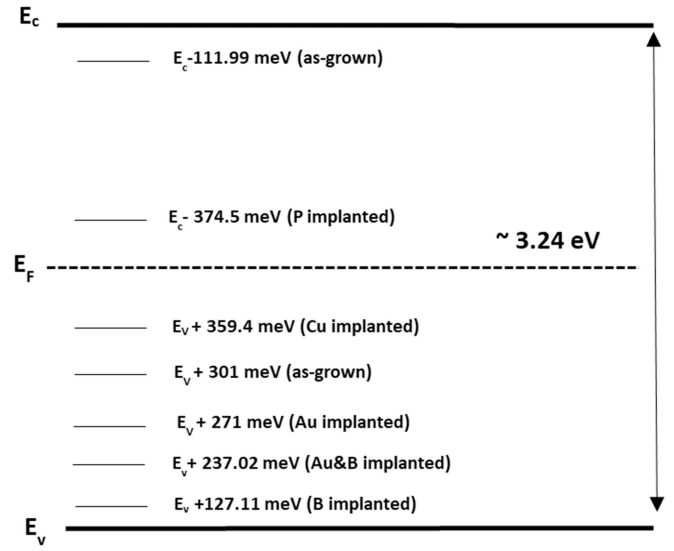 Ec
Ec-111.99 meV (as-grown)
Ec- 374.5 meV (P implanted)
~ 3.24 eV
EF
EV + 359.4 meV (Cu implanted)
EV + 301 meV (as-grown)
EV + 271 meV (Au implanted)
Ev+ 237.02 meV (Au&B implanted)
Ev +127.11 meV (B implanted)
Ev